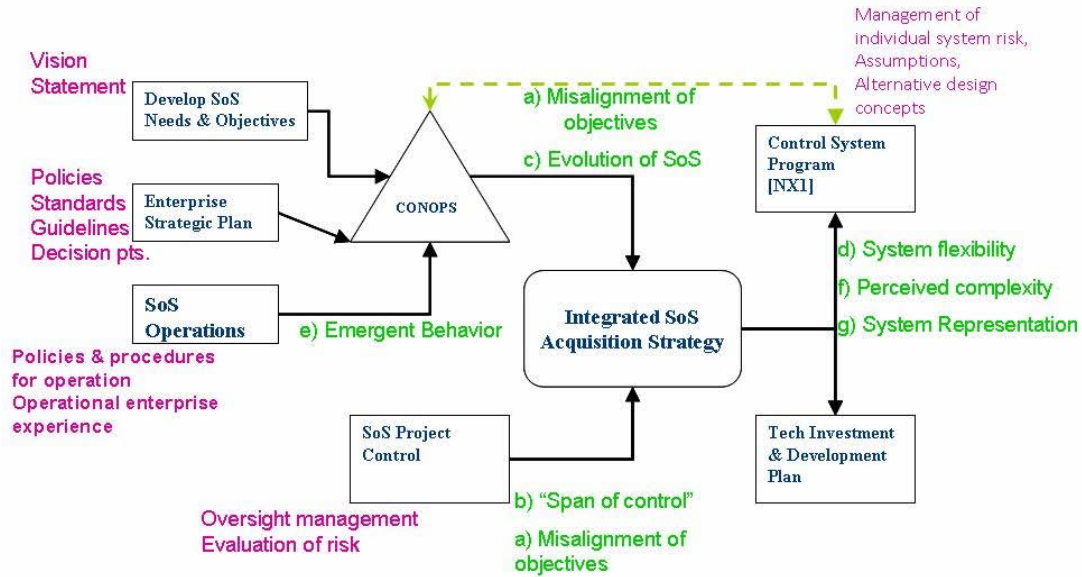 Management of
individual system risk,
Assumptions,
Alternative design
concepts
Vision
Statement
Develop SoS
Needs & Objectives
a) Misalignment of
objectives
c) Evolution of SoS
Control System
Program
[NX1]
Policies
Standards
Guidelines
Decision pts.
Enterprise
Strategic Plan
CONOPS
SoS
Operations
e) Emergent Behavior
d) System flexibility
f) Perceived complexity
g) System Representation
Integrated SoS
Acquisition Strategy
Policies & procedures
for operation
Operational enterprise
experience
SoS Project
Control
Tech Investment
& Development
Plan
b) “Span of control”
a) Misalignment of
objectives
Oversight management
Evaluation of risk